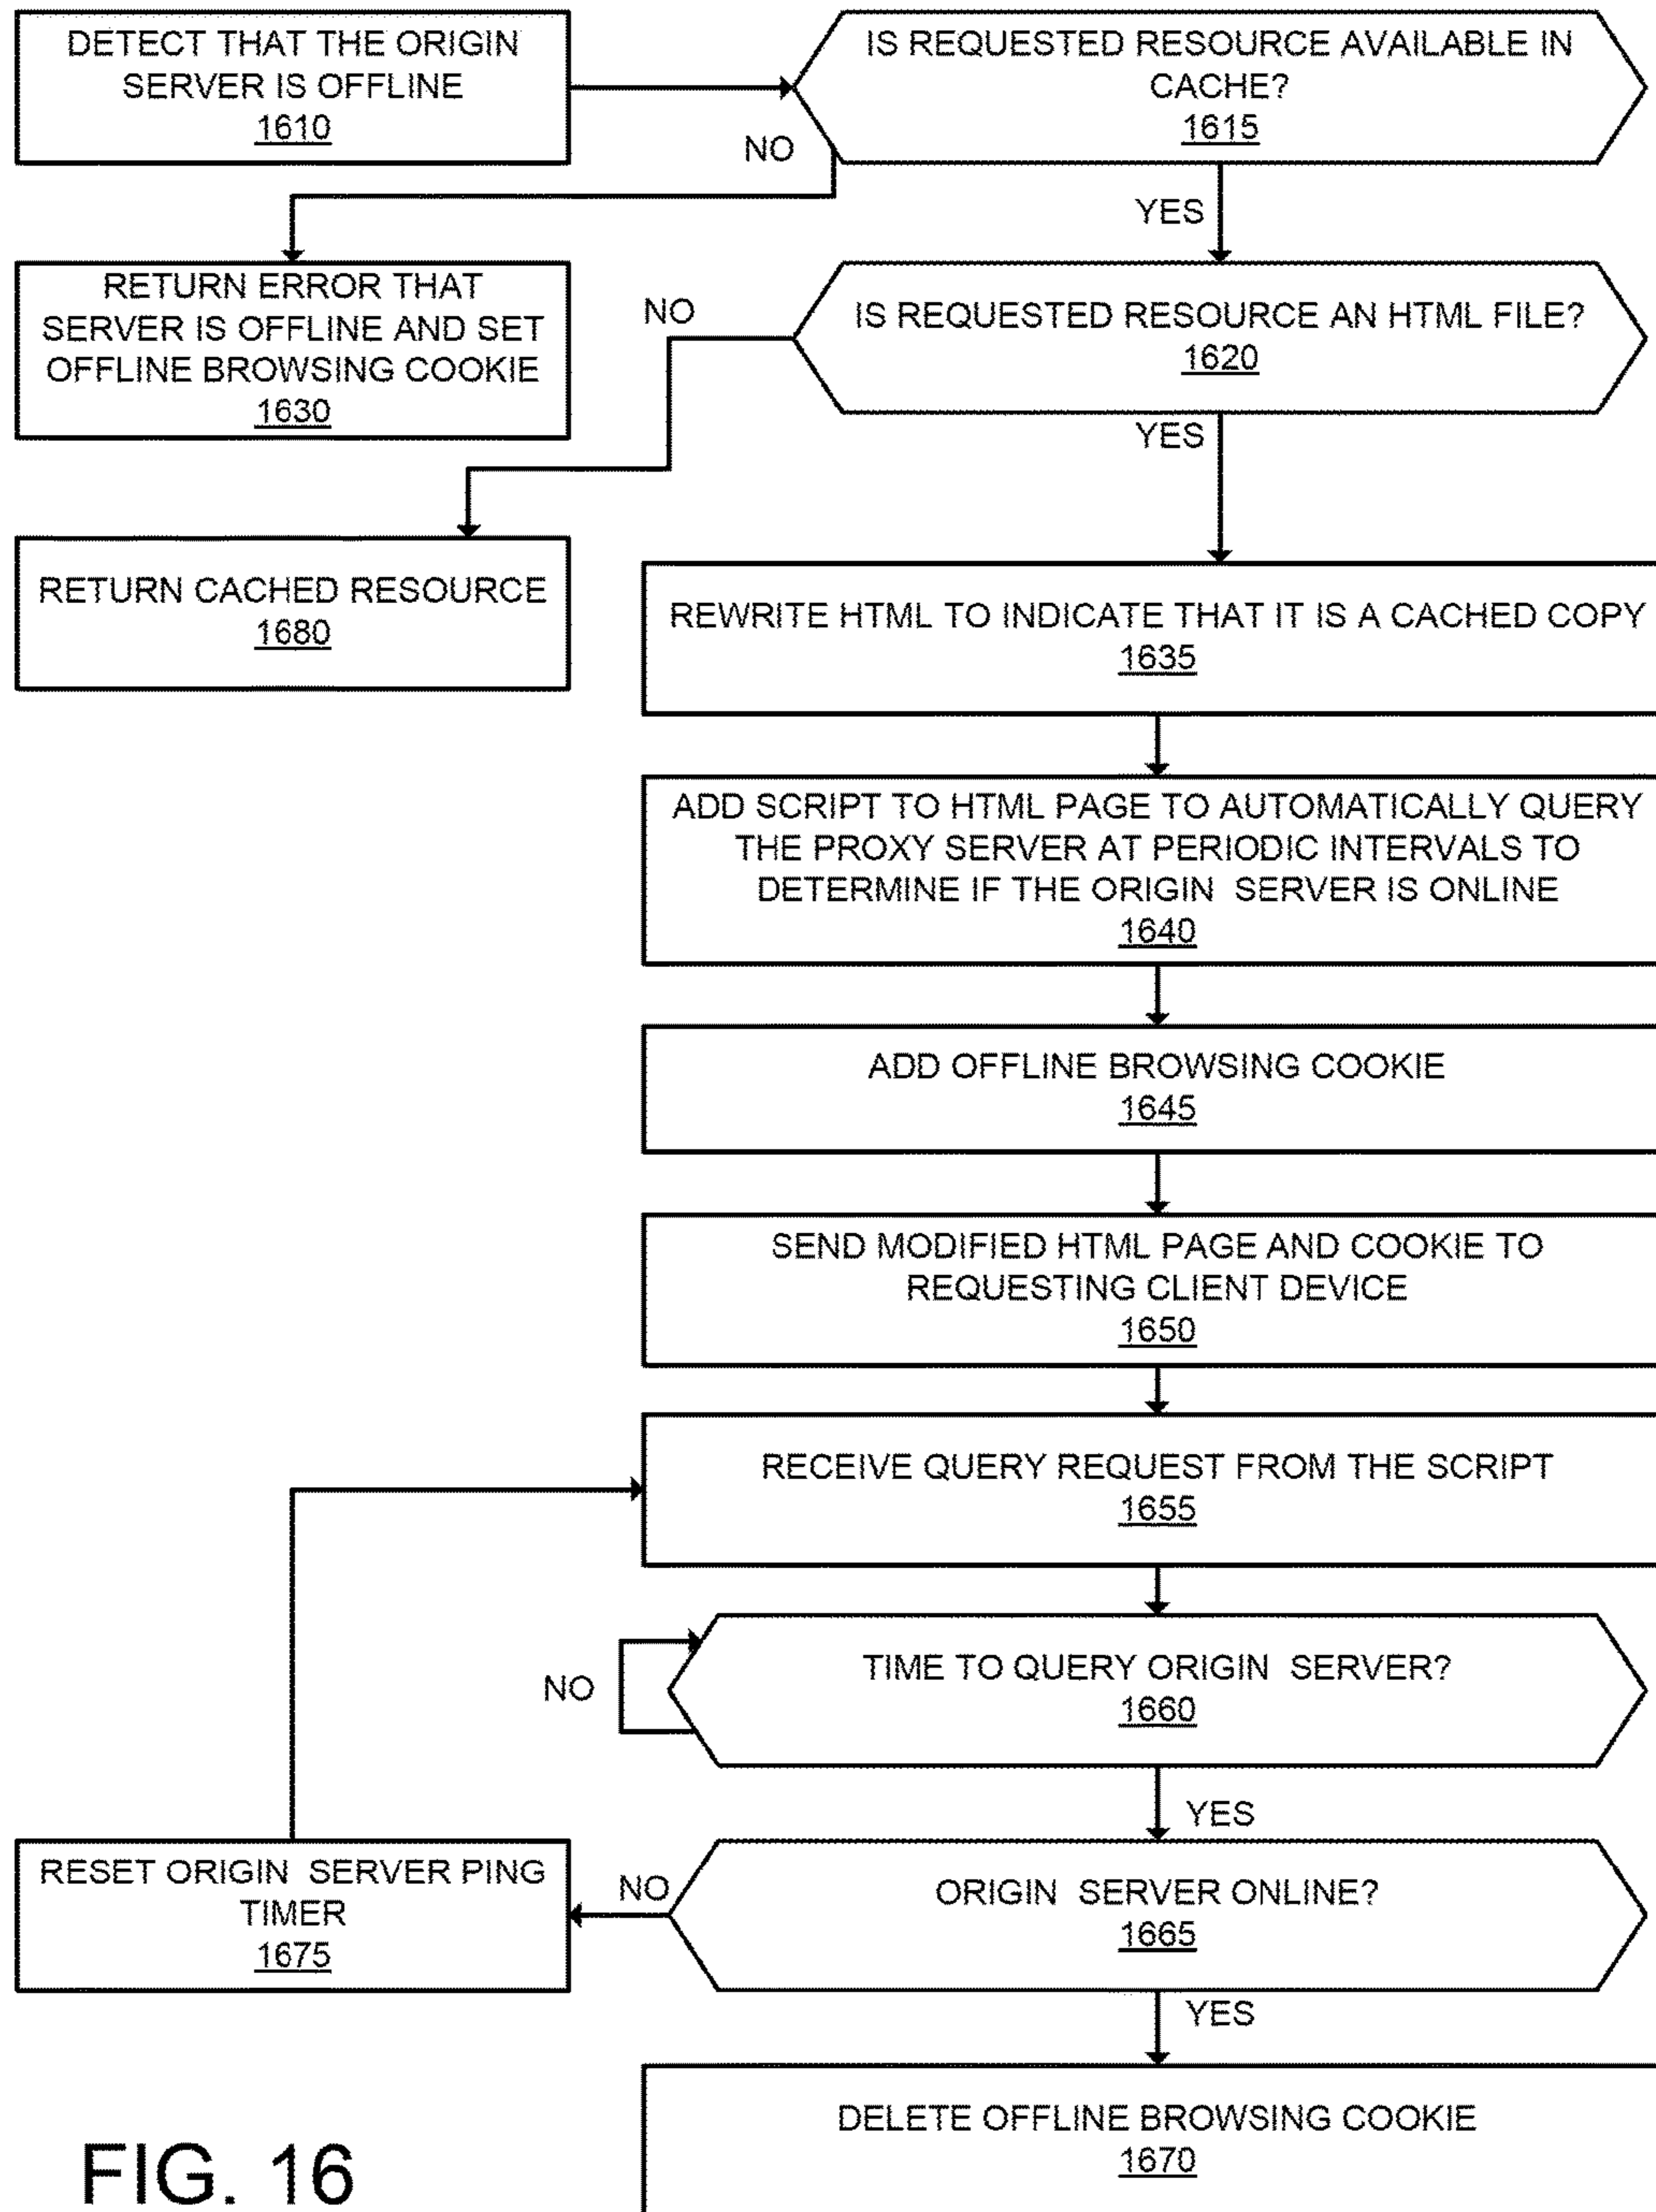 DETECT THAT THE ORIGIN
SERVER IS OFFLINE
1610
IS REQUESTED RESOURCE AVAILABLE IN
CACHE?
1615
NO
YES
RETURN ERROR THAT
SERVER IS OFFLINE AND SET
OFFLINE BROWSING COOKIE
1630
NO
IS REQUESTED RESOURCE AN HTML FILE?
1620
YES
RETURN CACHED RESOURCE
1680
REWRITE HTML TO INDICATE THAT IT IS A CACHED COPY
1635
ADD SCRIPT TO HTML PAGE TO AUTOMATICALLY QUERY
THE PROXY SERVER AT PERIODIC INTERVALS TO
DETERMINE IF THE ORIGIN SERVER IS ONLINE
1640
ADD OFFLINE BROWSING COOKIE
1645
SEND MODIFIED HTML PAGE AND COOKIE TO
REQUESTING CLIENT DEVICE
1650
RECEIVE QUERY REQUEST FROM THE SCRIPT
1655
TIME TO QUERY ORIGIN SERVER?
1660
NO
YES
RESET ORIGIN SERVER PING
TIMER
1675
NO
ORIGIN SERVER ONLINE?
1665
YES
DELETE OFFLINE BROWSING COOKIE
1670
FIG. 16